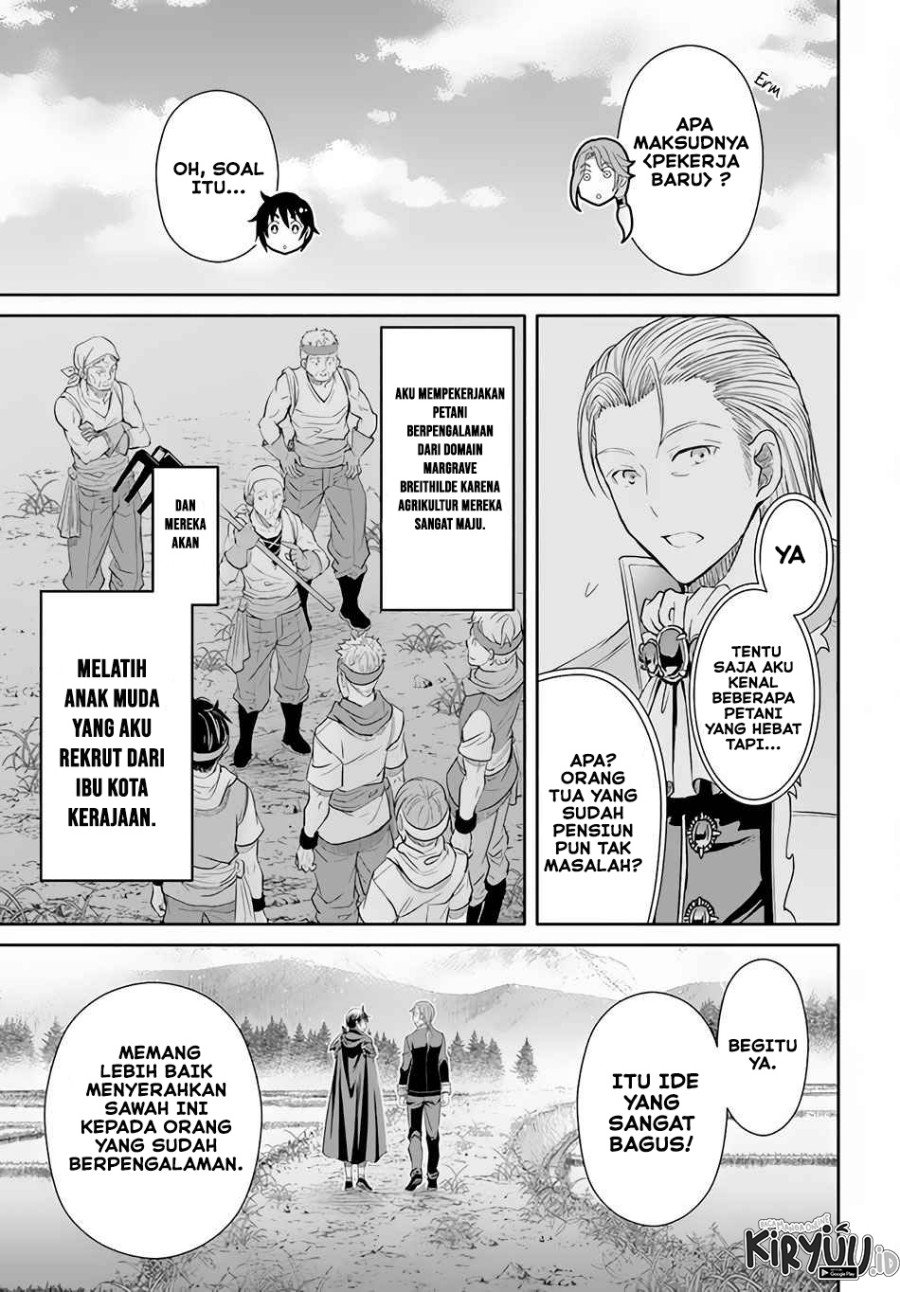 Erm
APA
MAKSUDNYA
<PEKERJA
BARU> ?
OH, SOAL
ITU...
YA
TENTU
SAJA AKU
KENAL
BEBERAPA
PETANI
YANG HEBAT
TAPI...
APA?
ORANG
TUA YANG
SUDAH
PENSIUN
PUN TAK
MASALAH?
AKU MEMPEKERJAKAN
PETANI
BERPENGALAMAN
DARI DOMAIN
MARGRAVE
BREITHILDE KARENA
AGRIKULTUR MEREKA
SANGAT MAJU.
DAN
MEREKA
AKAN
MELATIH
ANAK MUDA
YANG AKU
REKRUT DARI
IBU KOTA
KERAJAAN.
BEGITU
YA.
ITU IDE
YANG
SANGAT
BAGUS!
MEMANG
LEBIH BAIK
MENYERAHKAN
SAWAH INI
KEPADA ORANG
YANG SUDAH
BERPENGALAMAN.
KIRYUU.ID
Google Play